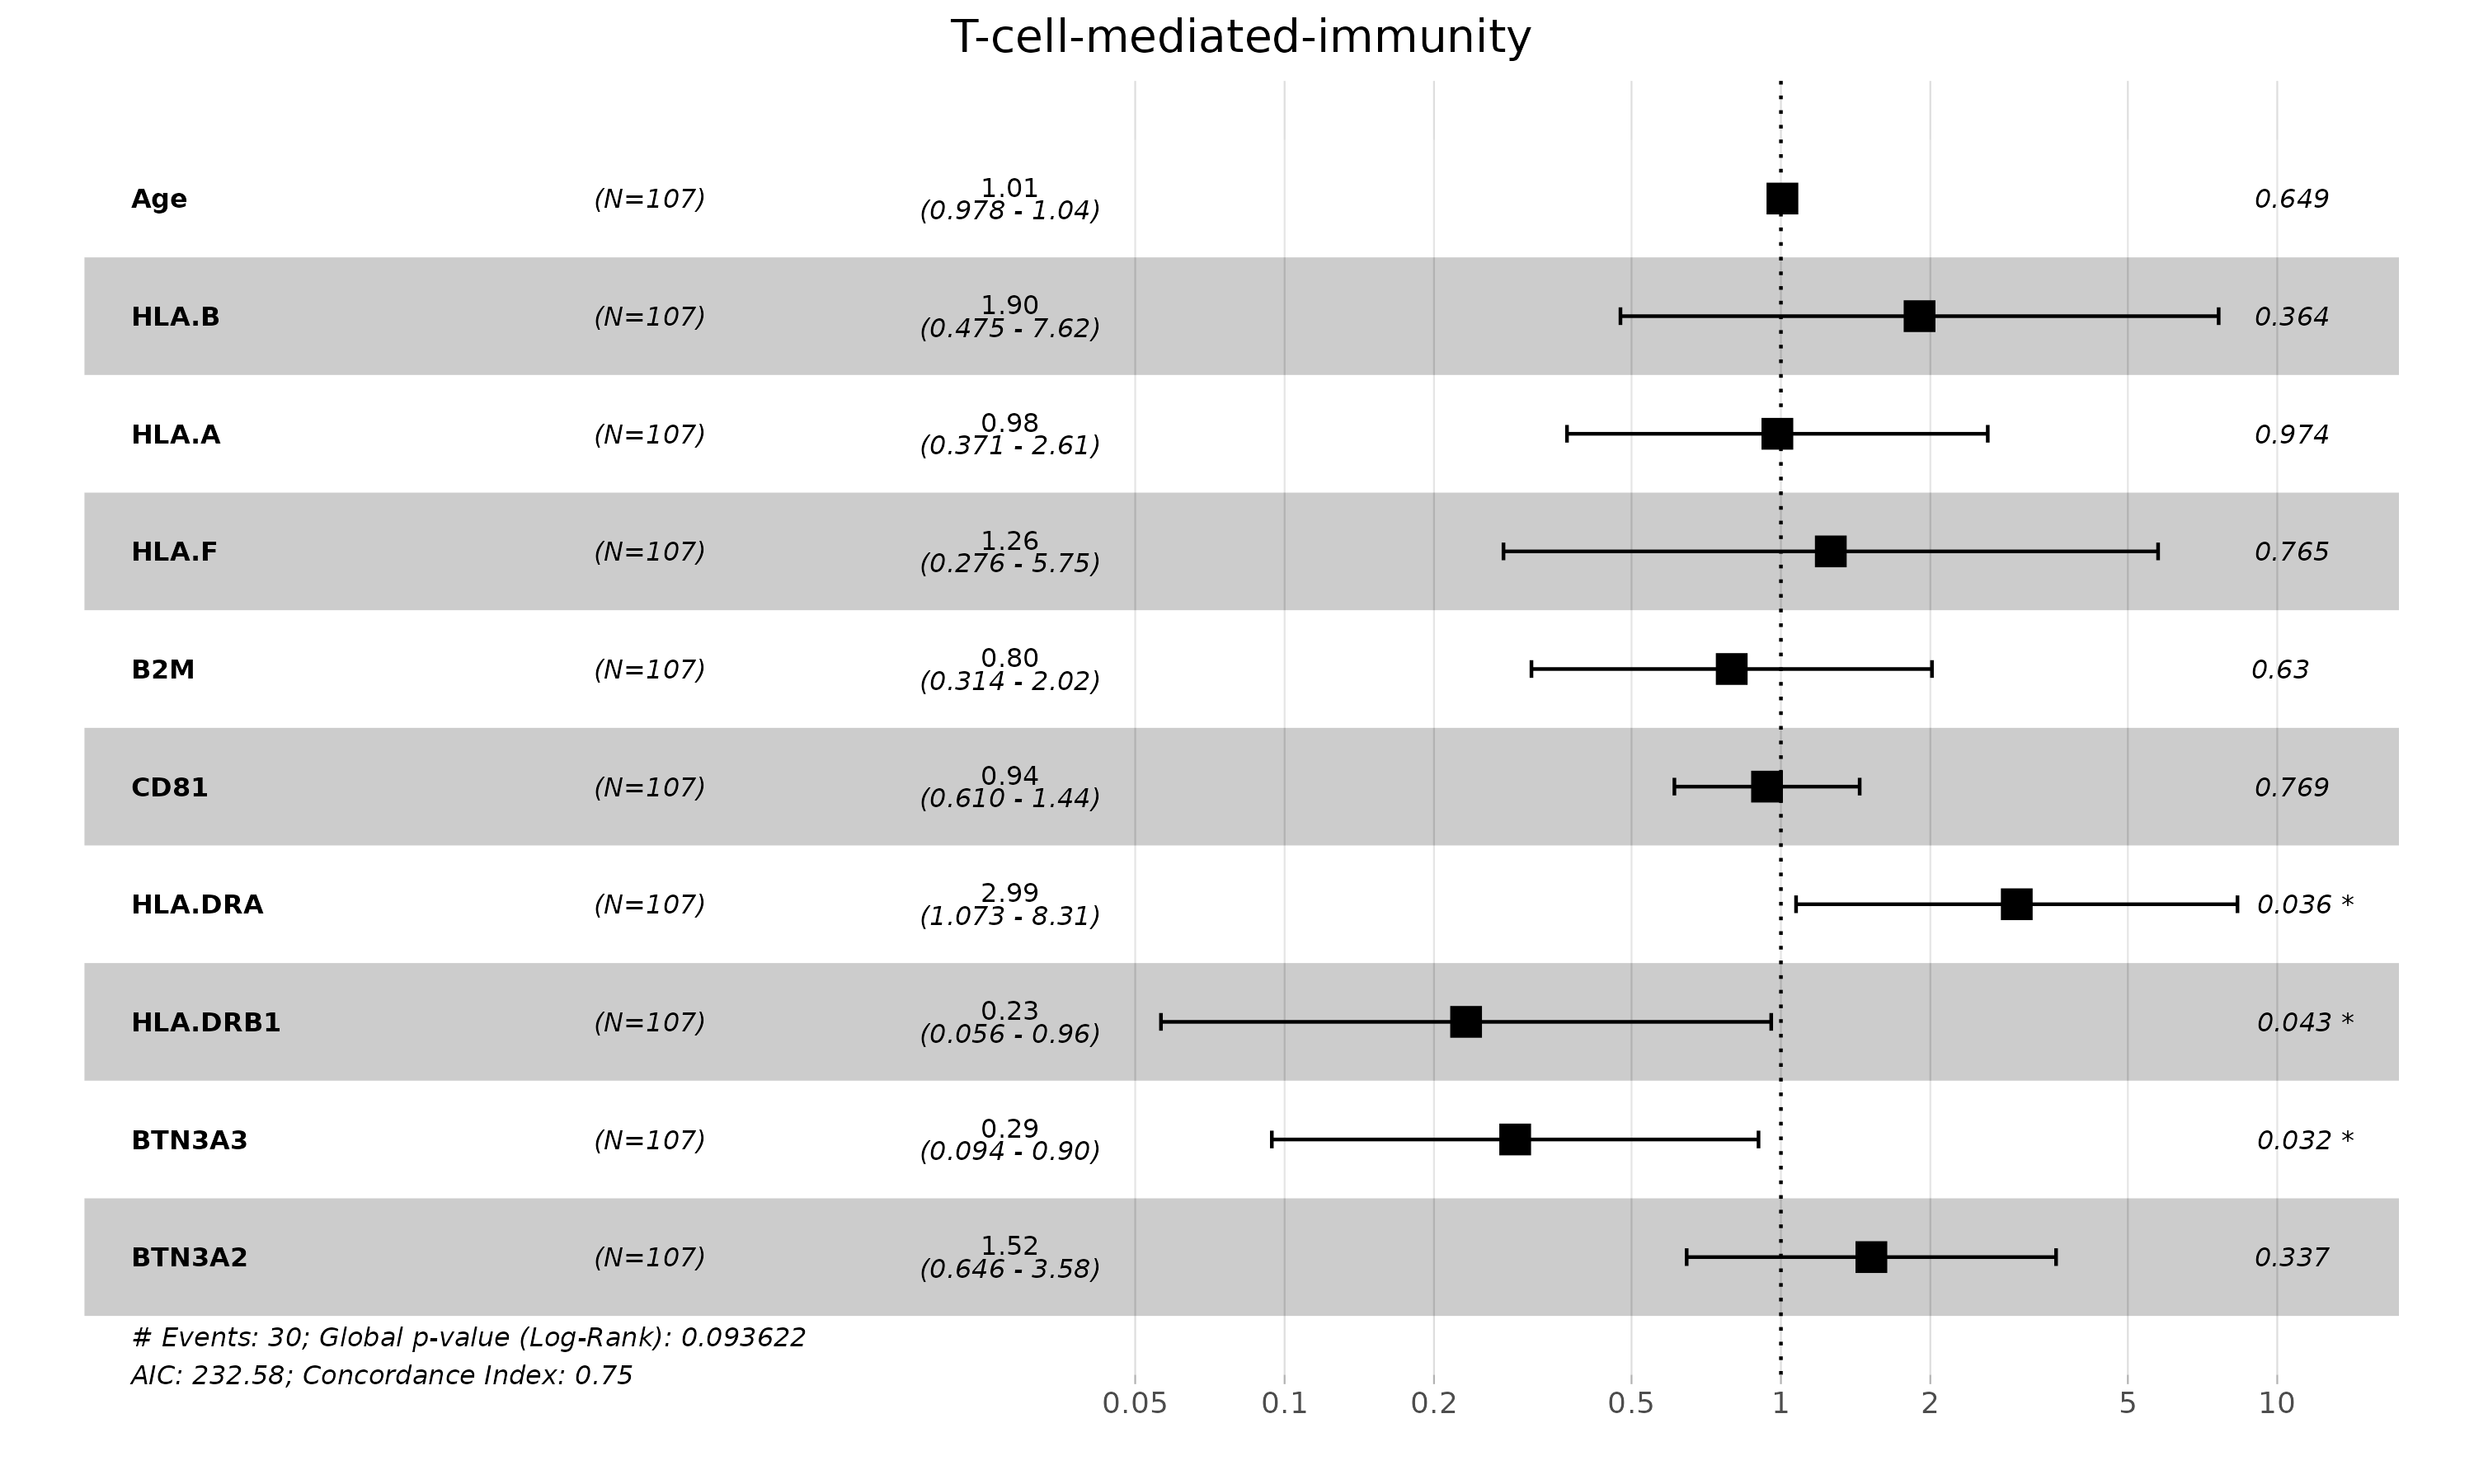 T-cell-mediated-immunity
Age (N=107) 1.01 0.649
(0.978 - 1.04)
HLA.B (N=107) 1.90 0.364
(0.475 - 7.62)
HLA.A (N=107) 0.98 0.974
(0.371 - 2.61)
HLA.F (N=107) 1.26 0.765
(0.276 - 5.75)
B2M (N=107) 0.80 0.63
(0.314 - 2.02)
CD81 (N=107) 0.94 0.769
(0.610 - 1.44)
HLA.DRA (N=107) 2.99 0.036 *
(1.073 - 8.31)
HLA.DRB1 (N=107) 0.23 0.043 *
(0.056 - 0.96)
BTN3A3 (N=107) 0.29 0.032 *
(0.094 - 0.90)
BTN3A2 (N=107) 1.52 0.337
(0.646 - 3.58)
# Events: 30; Global p-value (Log-Rank): 0.093622
AIC: 232.58; Concordance Index: 0.75
0.05 0.1 0.2 0.5 1 2 5 10